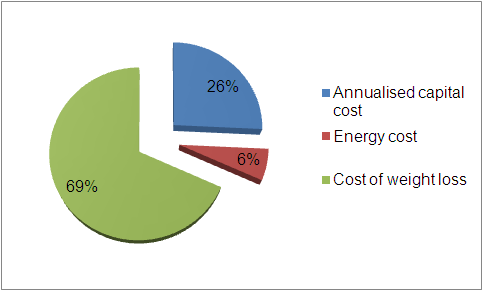 26%
Annualised capital
cost
Energy cost
6%
69%
Cost of weight loss